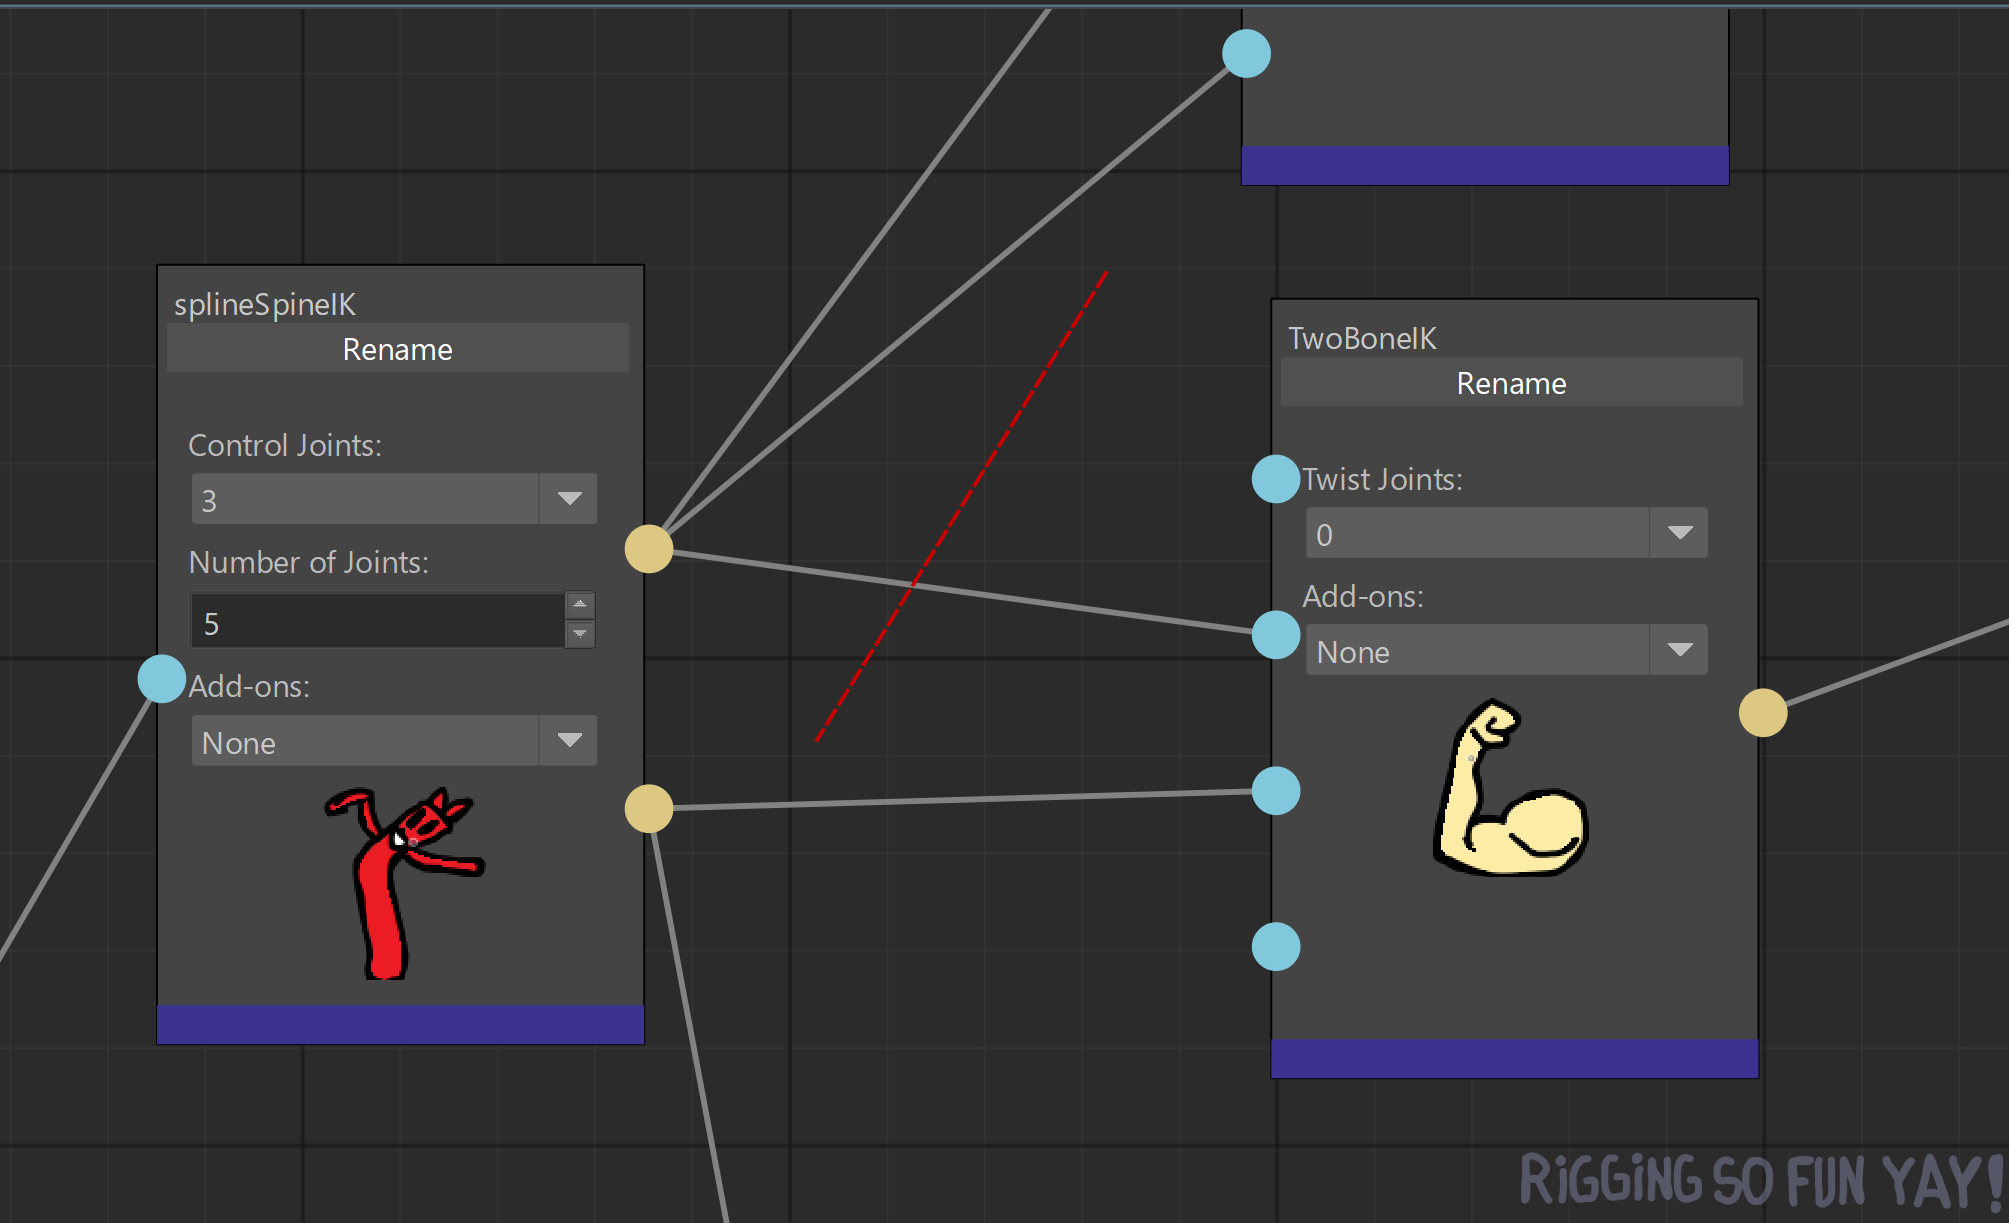 splineSpineIK
Rename
Control Joints:
3
Number of Joints:
5
Add-ons:
None
TwoBoneIK
Rename
Twist Joints:
0
Add-ons:
None
RiGGiNG SO FUN YAY!